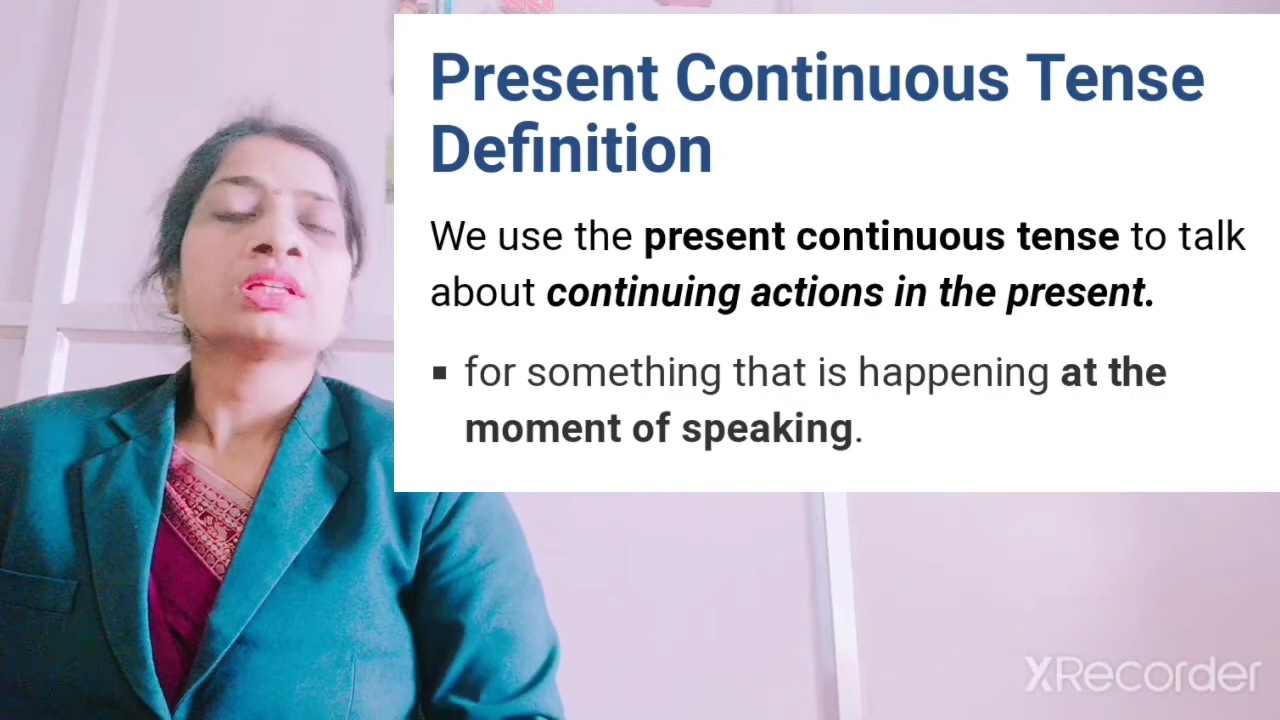 Present Continuous Tense
Definition
We use the present continuous tense to talk
about continuing actions in the present.
▪ for something that is happening at the
moment of speaking.
XRecorder